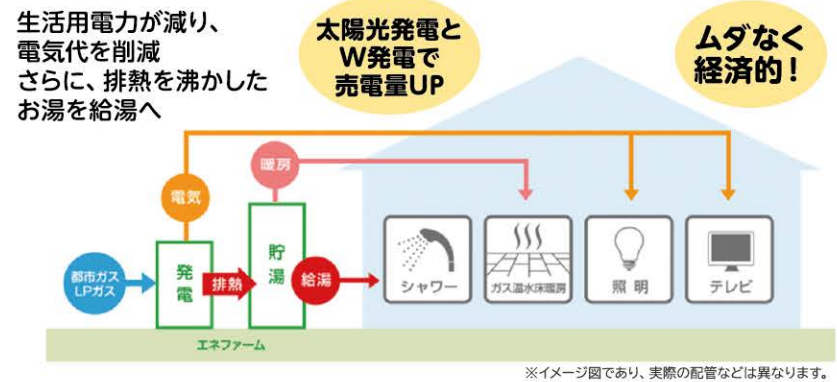 生活用電力が減り、
電気代を削減
さらに、排熱を沸かした
お湯を給湯へ
太陽光発電と
W発電で
売電量UP
ムダなく
経済的！
電気
暖房
都市ガス
LPガス
発電
排熱
貯湯
給湯
シャワー
ガス温水床暖房
照明
テレビ
エネファーム
※イメージ図であり、実際の配管などは異なります。